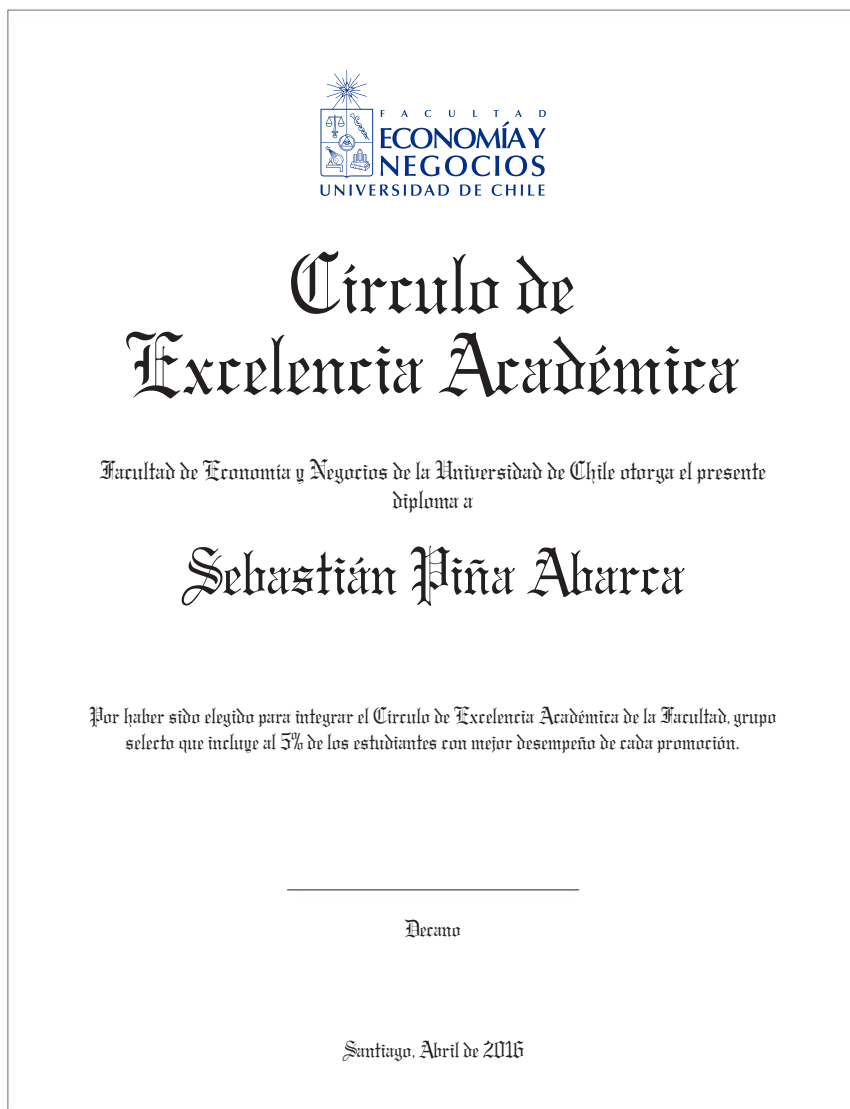 FACULTAD
ECONOMÍA Y
NEGOCIOS
UNIVERSIDAD DE CHILE
Círculo de
Excelencia Académica
Facultad de Economía y Negocios de la Universidad de Chile otorga el presente
diploma a
Sebastián Piña Abarca
Por haber sido elegido para integrar el Círculo de Excelencia Académica de la Facultad, grupo
selecto que incluye al 5% de los estudiantes con mejor desempeño de cada promoción.
Decano
Santiago, Abril de 2016